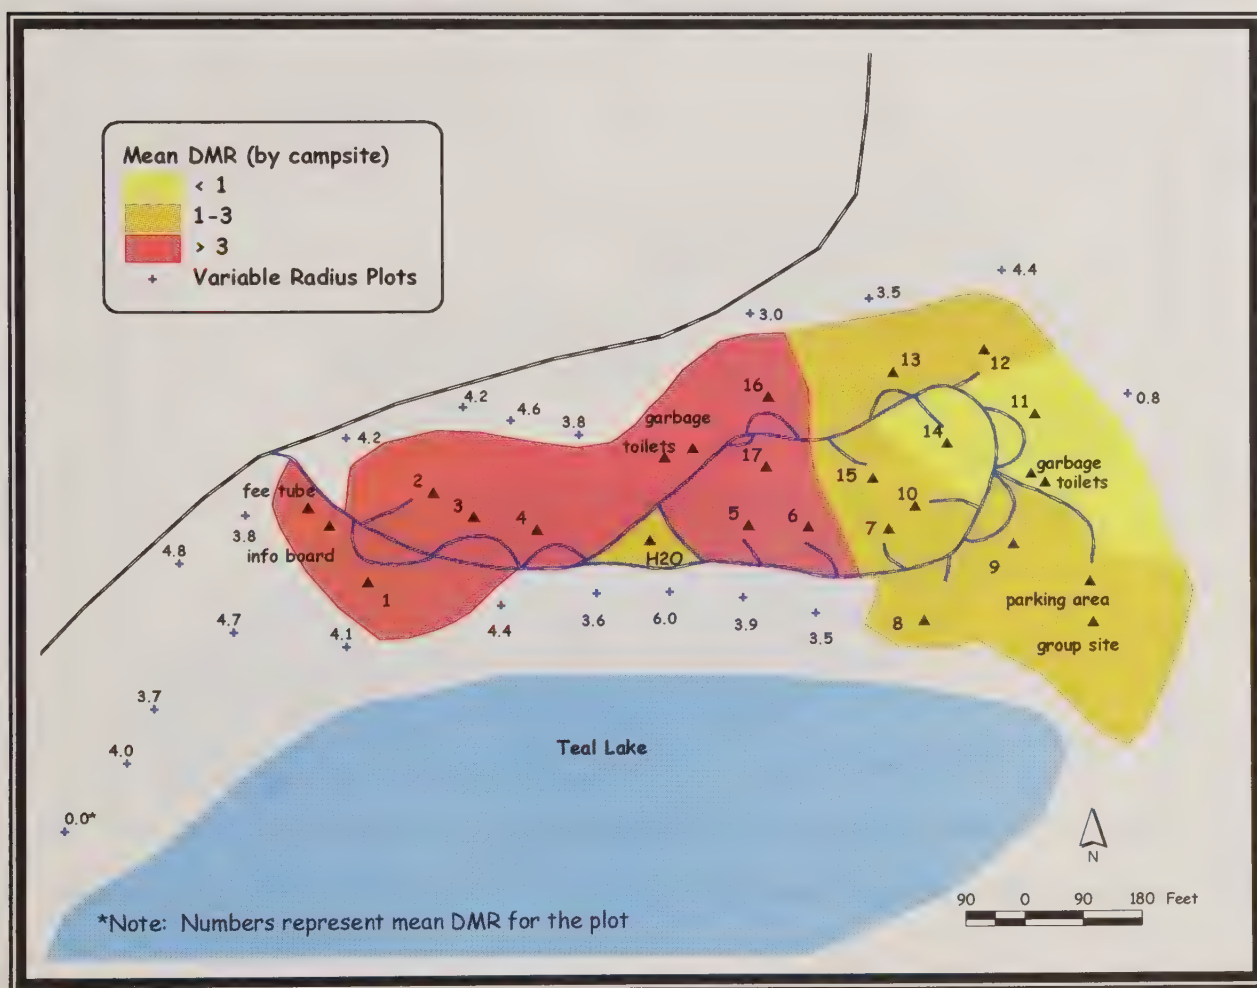 Mean DMR (by campsite)
< 1
1-3
> 3
+ Variable Radius Plots
4.4
3.5
3.0
13
12
4.2
16
11
0.8
4.6
garbage
3.8
14
4.2
toilets
17
garbage
15
toilets
2
fee tube
10
3
4
5
6
7
3.8
info board
H2O
4.8
9
1
parking area
3.6
6.0
3.9
8
4.7
4.1
4.4
3.5
group site
3.7
Teal Lake
4.0
0.0*
N
90 0 90 180 Feet
*Note: Numbers represent mean DMR for the plot